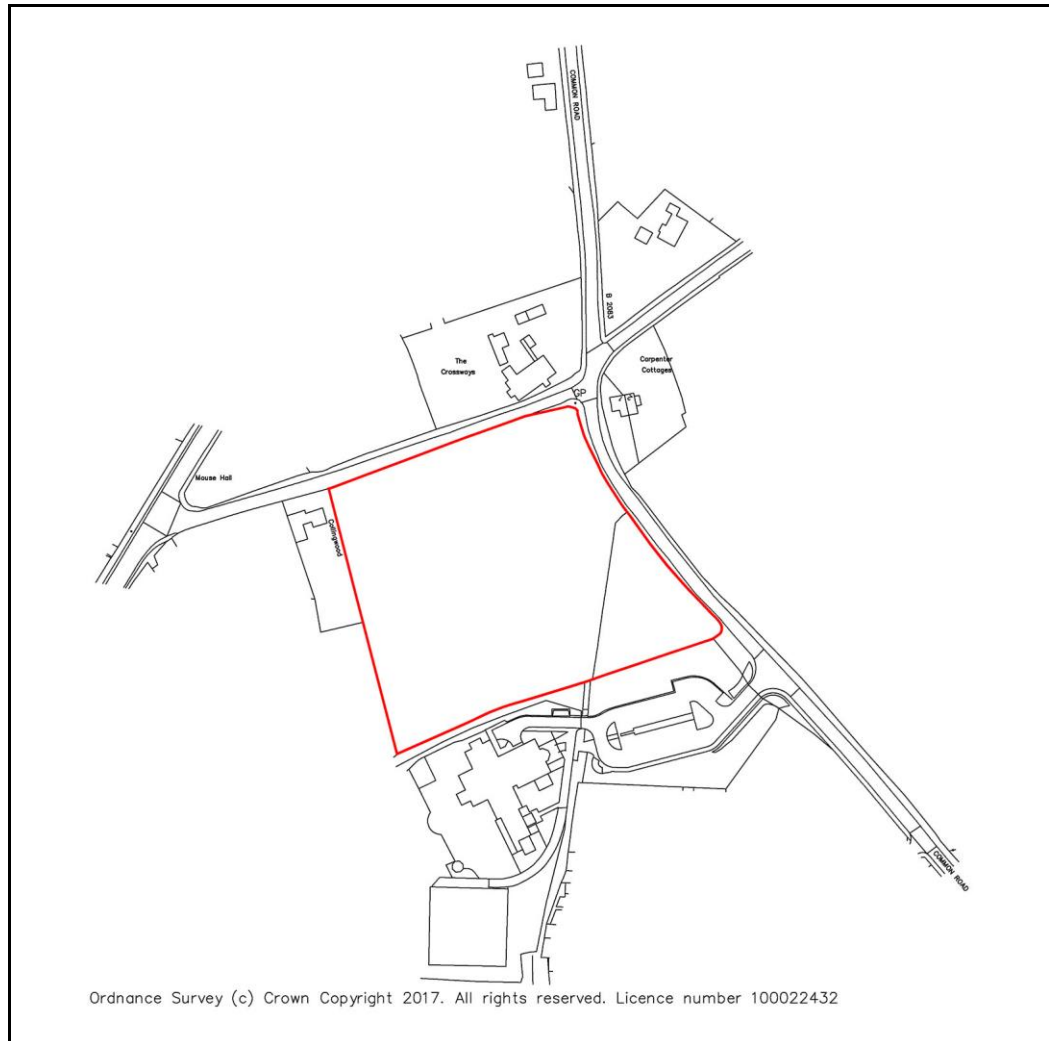 COMMON ROAD
B 2083
The
Crossways
Carpenter
Cottages
GP
Mouse Hall
Collingwood
COMMON ROAD
Ordnance Survey (c) Crown Copyright 2017. All rights reserved. Licence number 100022432